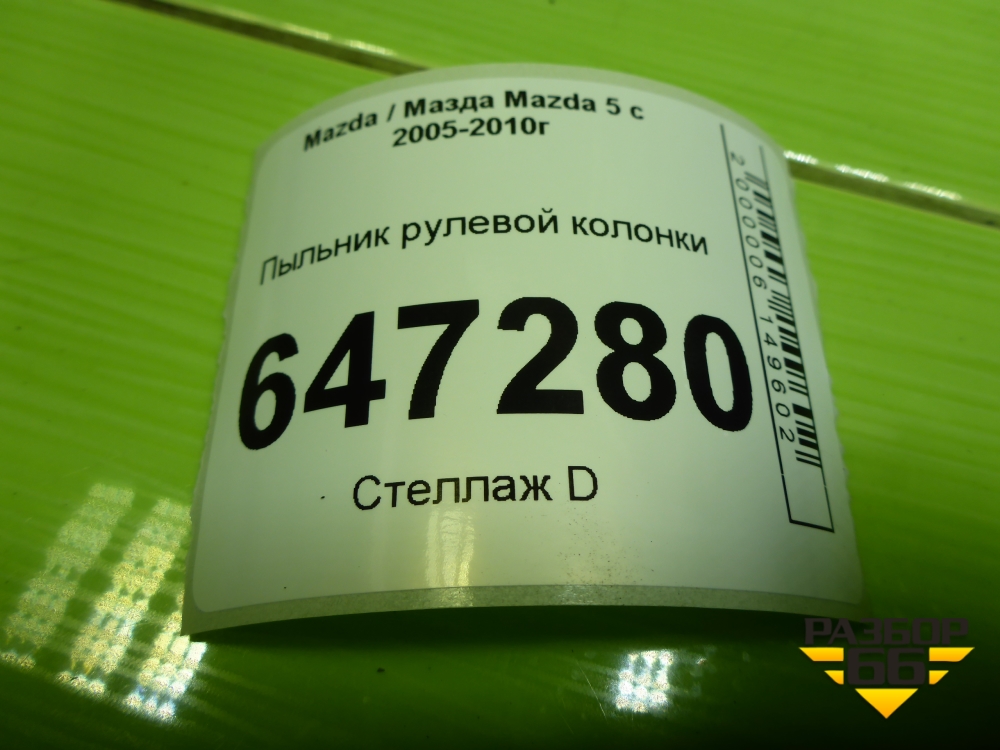 Mazda / Мазда Mazda 5 с
2005-2010г
Пыльник рулевой колонки
647280
Стеллаж D
2000006149602
РАЗБОР
66